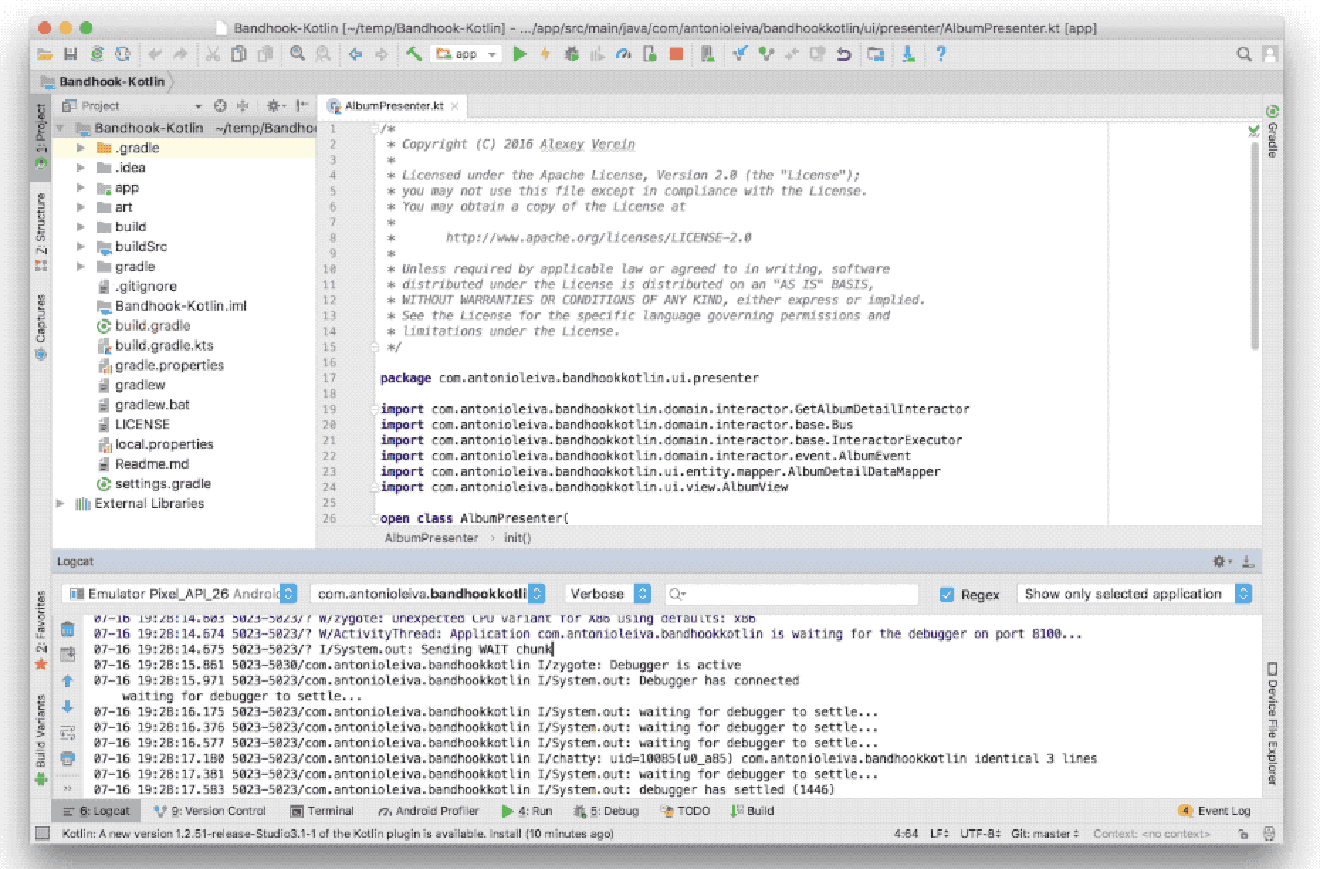 Bandhook-Kotlin [~/temp/Bandhook-Kotlin] - .../app/src/main/java/com/antonioleiva/bandhookkotlin/ui/presenter/AlbumPresenter.kt [app]
app
Bandhook-Kotlin
Project
AlbumPresenter.kt
1: Project
2: Structure
Captures
2: Favorites
Build Variants
Gradle
Device File Explorer
Bandhook-Kotlin ~/temp/Bandho
.gradle
.idea
app
art
build
buildSrc
gradle
.gitignore
Bandhook-Kotlin.iml
build.gradle
build.gradle.kts
gradle.properties
gradlew
gradlew.bat
LICENSE
local.properties
Readme.md
settings.gradle
External Libraries
1 /*
2 * Copyright (C) 2016 Alexey Verein
3 *
4 * Licensed under the Apache License, Version 2.0 (the "License");
5 * you may not use this file except in compliance with the License.
6 * You may obtain a copy of the License at
7 *
8 * http://www.apache.org/licenses/LICENSE-2.0
9 *
10 * Unless required by applicable law or agreed to in writing, software
11 * distributed under the License is distributed on an "AS IS" BASIS,
12 * WITHOUT WARRANTIES OR CONDITIONS OF ANY KIND, either express or implied.
13 * See the License for the specific language governing permissions and
14 * limitations under the License.
15 */
16
17 package com.antonioleiva.bandhookkotlin.ui.presenter
18
19 import com.antonioleiva.bandhookkotlin.domain.interactor.GetAlbumDetailInteractor
20 import com.antonioleiva.bandhookkotlin.domain.interactor.base.Bus
21 import com.antonioleiva.bandhookkotlin.domain.interactor.base.InteractorExecutor
22 import com.antonioleiva.bandhookkotlin.domain.interactor.event.AlbumEvent
23 import com.antonioleiva.bandhookkotlin.ui.entity.mapper.AlbumDetailDataMapper
24 import com.antonioleiva.bandhookkotlin.ui.view.AlbumView
25
26 open class AlbumPresenter(
AlbumPresenter › init()
Logcat
Emulator Pixel_API_26 Android
com.antonioleiva.bandhookkotli
Verbose
Regex
Show only selected application
07-16 19:28:14.603 5023-5023/? W/zygote: Unexpected CPU variant for X86 using defaults: x86
07-16 19:28:14.674 5023-5023/? W/ActivityThread: Application com.antonioleiva.bandhookkotlin is waiting for the debugger on port 8100...
07-16 19:28:14.675 5023-5023/? I/System.out: Sending WAIT chunk
07-16 19:28:15.861 5023-5030/com.antonioleiva.bandhookkotlin I/zygote: Debugger is active
07-16 19:28:15.971 5023-5023/com.antonioleiva.bandhookkotlin I/System.out: Debugger has connected
waiting for debugger to settle...
07-16 19:28:16.175 5023-5023/com.antonioleiva.bandhookkotlin I/System.out: waiting for debugger to settle...
07-16 19:28:16.376 5023-5023/com.antonioleiva.bandhookkotlin I/System.out: waiting for debugger to settle...
07-16 19:28:16.577 5023-5023/com.antonioleiva.bandhookkotlin I/System.out: waiting for debugger to settle...
07-16 19:28:17.180 5023-5023/com.antonioleiva.bandhookkotlin I/chatty: uid=10085(u0_a85) com.antonioleiva.bandhookkotlin identical 3 lines
07-16 19:28:17.381 5023-5023/com.antonioleiva.bandhookkotlin I/System.out: waiting for debugger to settle...
07-16 19:28:17.583 5023-5023/com.antonioleiva.bandhookkotlin I/System.out: debugger has settled (1446)
6: Logcat
9: Version Control
Terminal
Android Profiler
4: Run
5: Debug
TODO
Build
4 Event Log
Kotlin: A new version 1.2.51-release-Studio3.1-1 of the Kotlin plugin is available. Install (10 minutes ago)
4:64 LF UTF-8 Git: master Context: <no context>